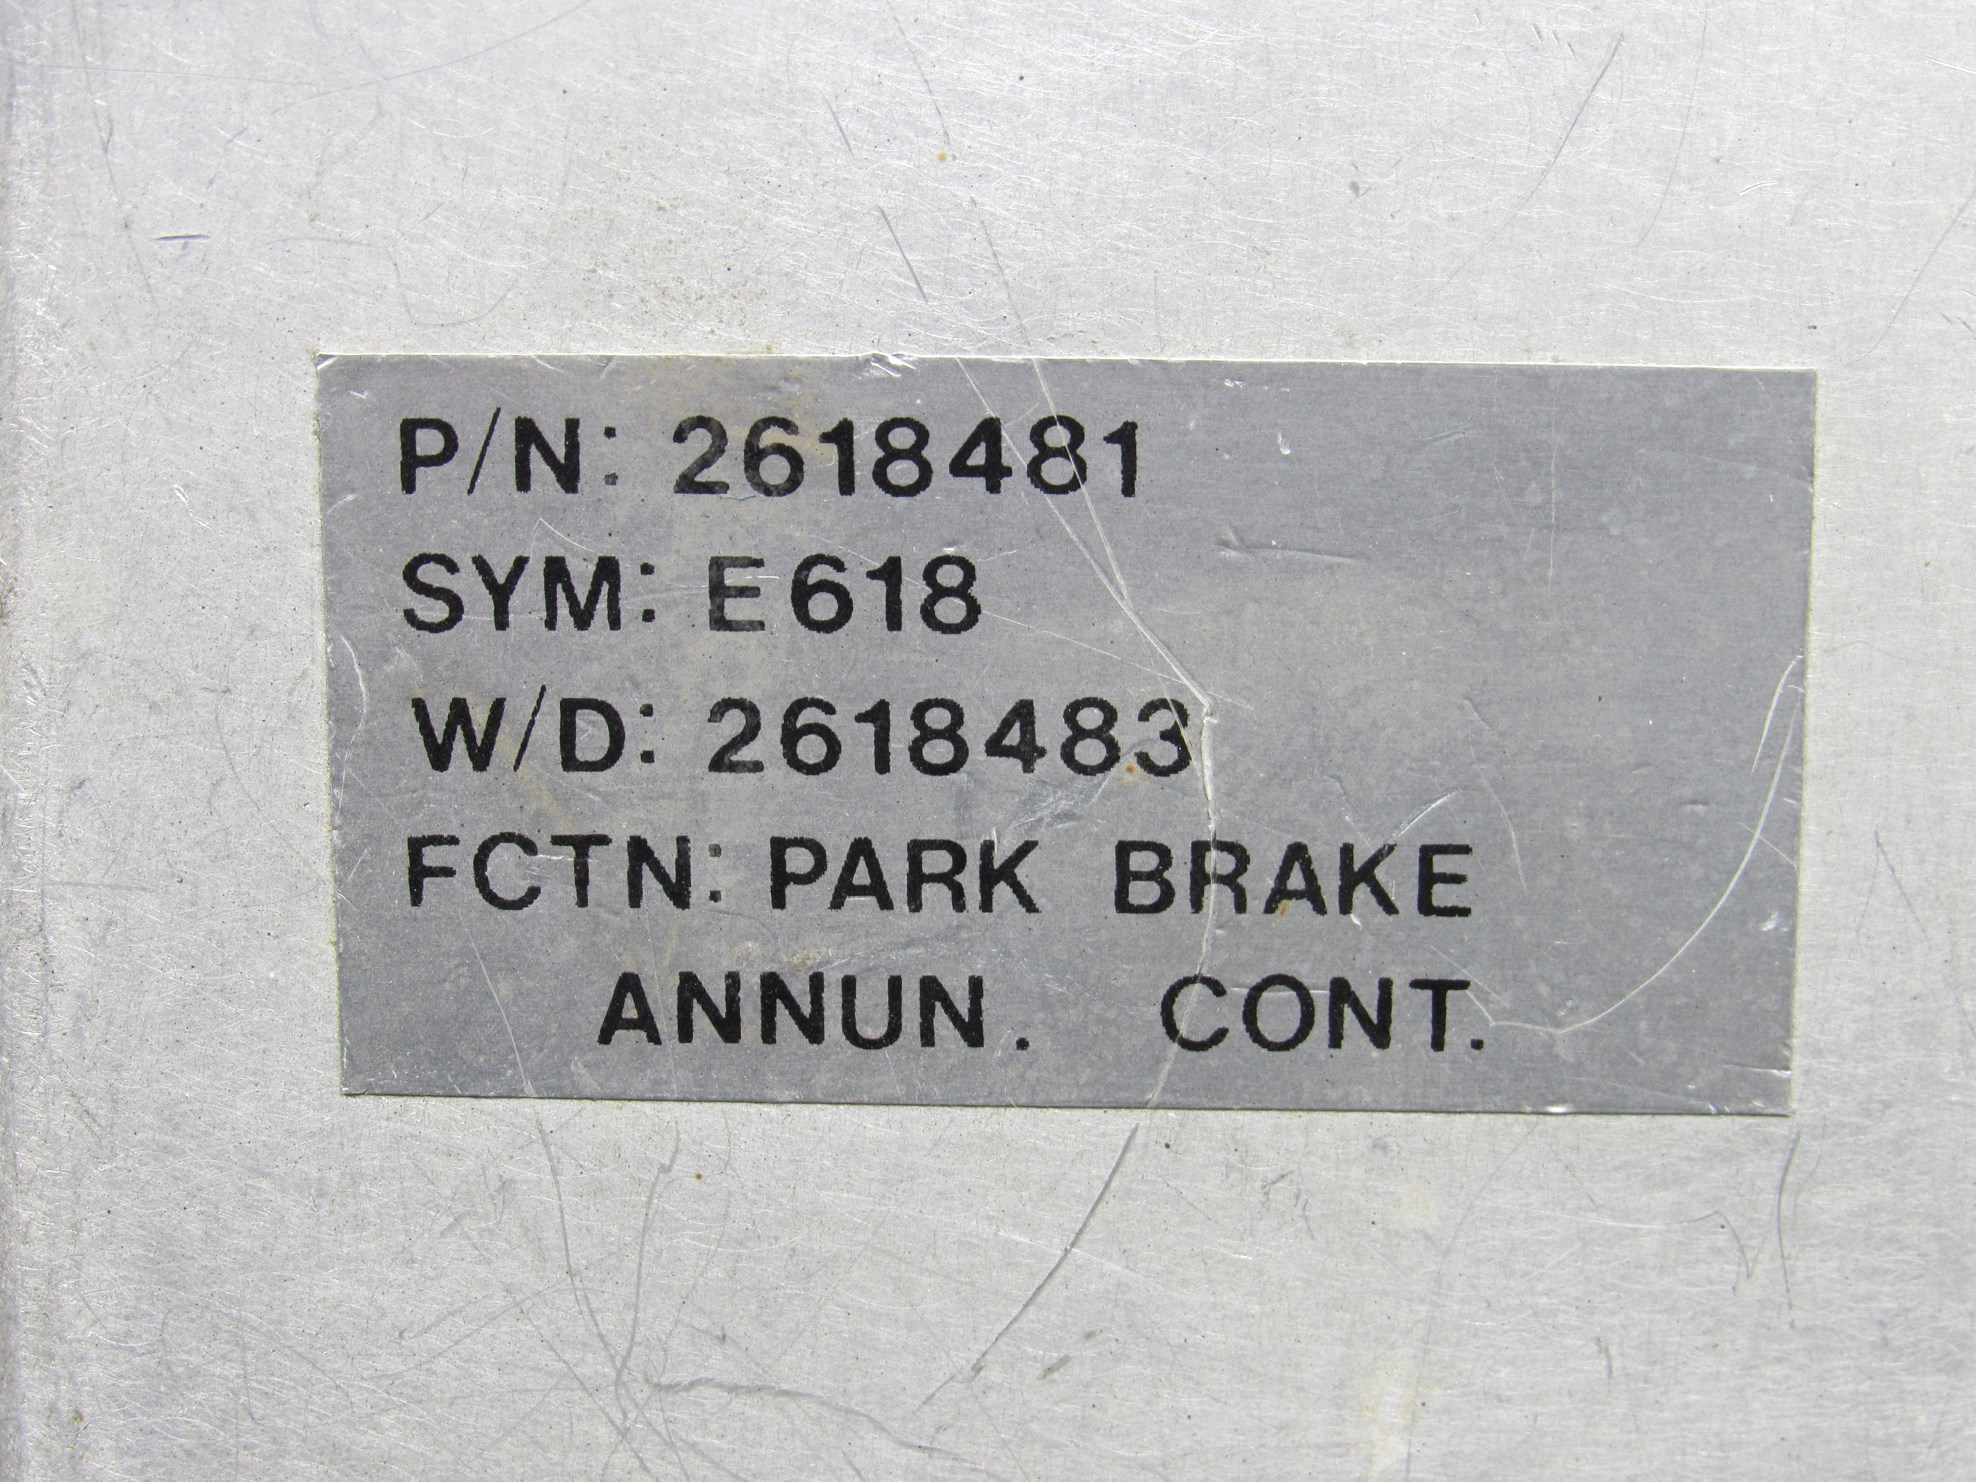 P/N: 2618481
SYM: E618
W/D: 2618483
FCTN: PARK BRAKE
ANNUN. CONT.